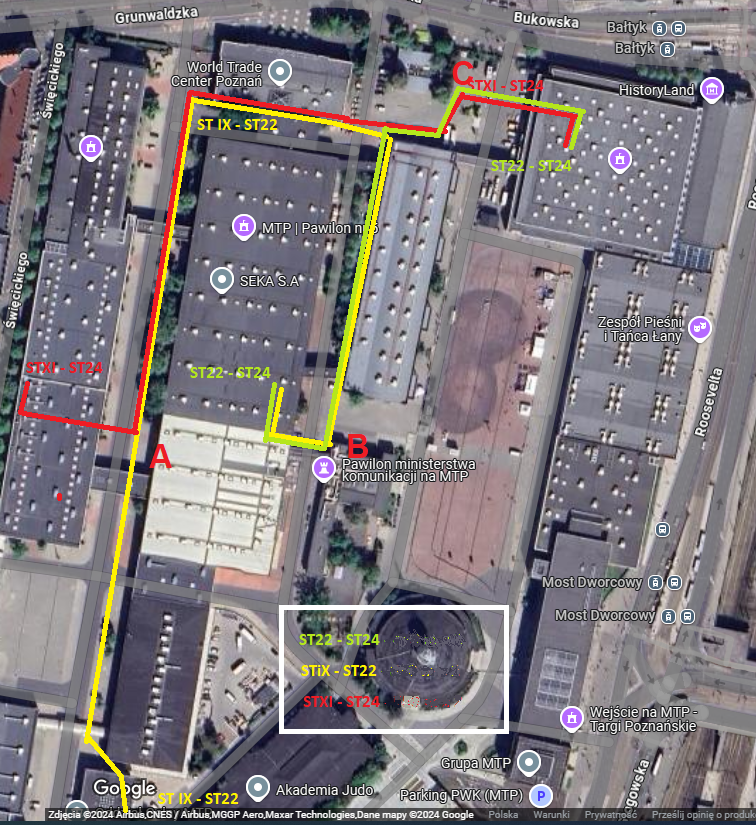 Grunwaldzka
Bukowska
Bałtyk
Bałtyk
Święcickiego
World Trade
Center Poznań
C
STXI - ST24
HistoryLand
ST IX - ST22
ST22 - ST24
MTP | Pawilon nr 6
SEKA S.A
Święcickiego
Zespół Pieśni
i Tańca Łany
STXI - ST24
ST22 - ST24
Roosevelta
A
B
Pawilon ministerstwa
komunikacji na MTP
Most Dworcowy
Most Dworcowy
ST22 - ST24
STiX - ST22
STXI - ST24
Wejście na MTP -
Targi Poznańskie
Grupa MTP
Google
ST IX - ST22
Akademia Judo
Parking PWK (MTP)
P
Zdjęcia ©2024 Airbus,CNES / Airbus,MGGP Aero,Maxar Technologies,Dane mapy ©2024 Google
Polska
Warunki
Prywatność
Prześlij opinię o produk